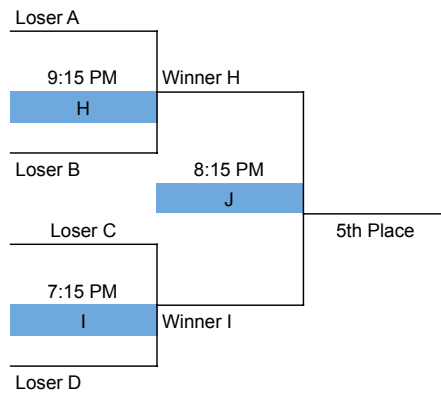 Loser A
9:15 PM
Winner H
H
Loser B
8:15 PM
J
Loser C
5th Place
7:15 PM
I
Winner I
Loser D